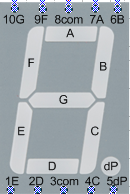 10G 9F 8com 7A 6B
A
F B
G
E C
D dP
1E 2D 3com 4C 5dP